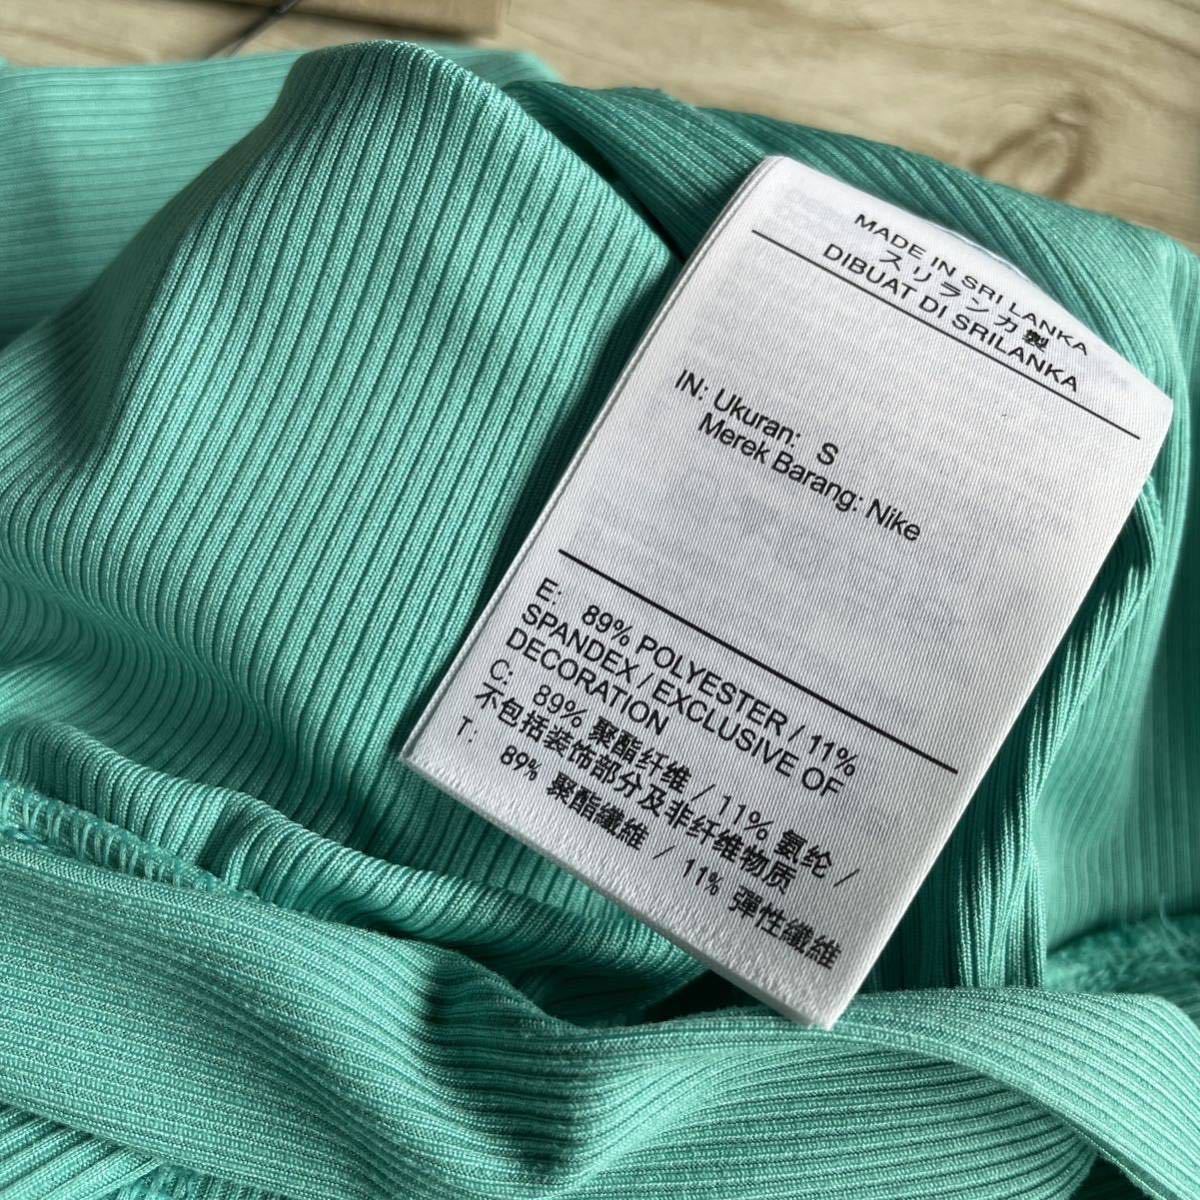 MADE IN SRI LANKA
スリランカ製
DIBUAT DI SRILANKA
IN: Ukuran: S
Merek Barang: Nike
E: 89% POLYESTER / 11%
SPANDEX / EXCLUSIVE OF
DECORATION
C: 89% 聚酯纤维 / 11% 氨纶 /
不包括装饰部分及非纤维物质
T: 89% 聚酯纖維 / 11% 彈性纖維